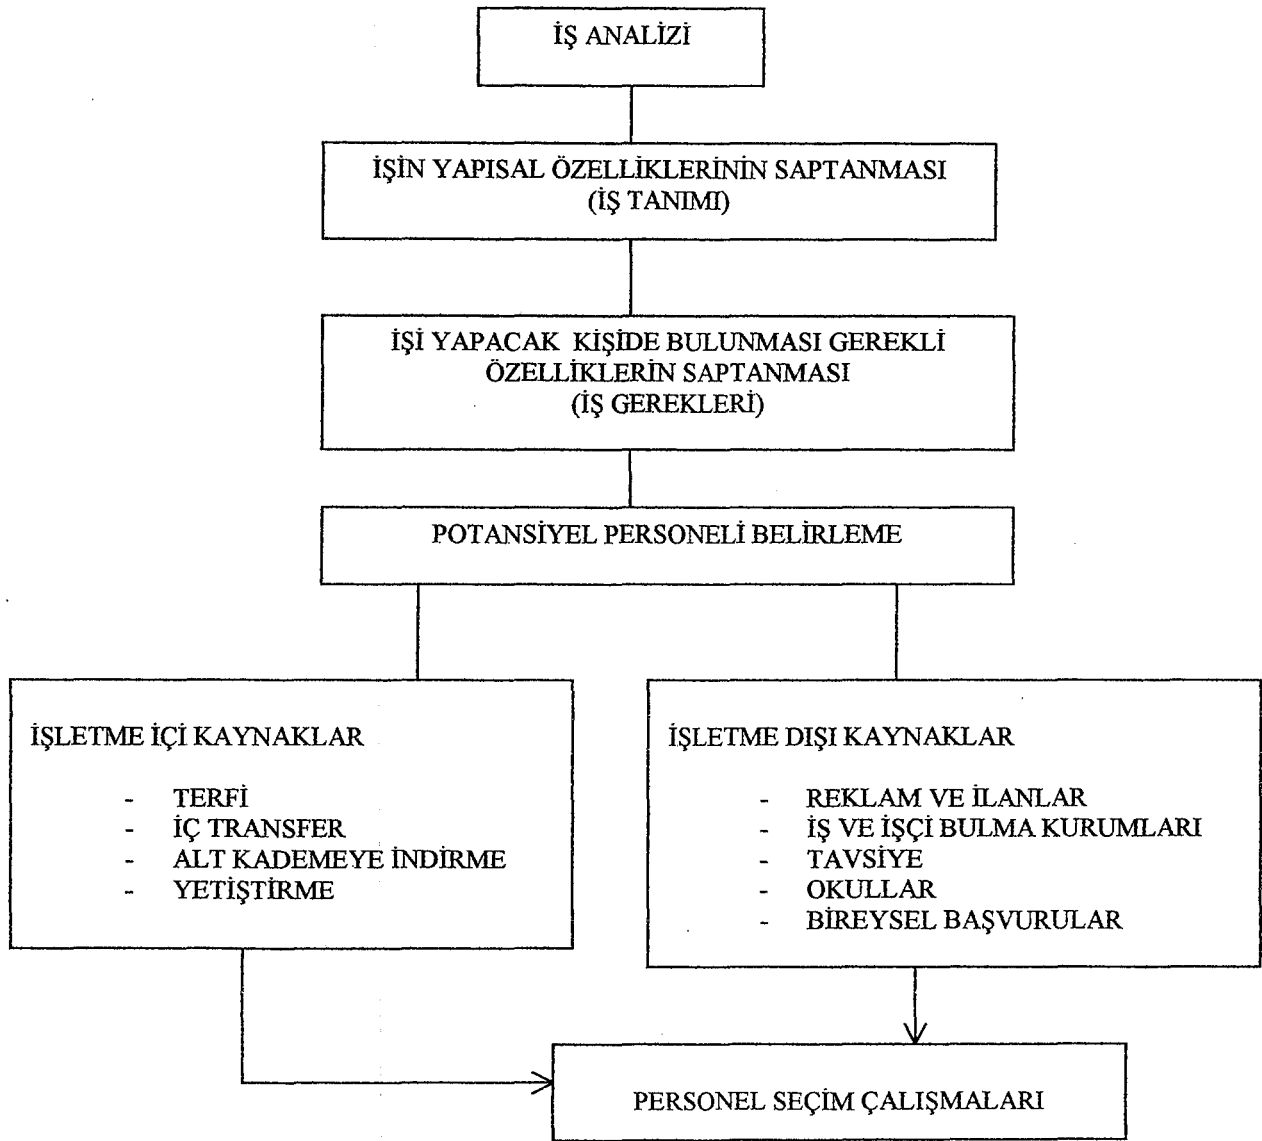 İŞ ANALİZİ
İŞİN YAPISAL ÖZELLİKLERİNİN SAPTANMASI
(İŞ TANIMI)
İŞİ YAPACAK KİŞİDE BULUNMASI GEREKLİ
ÖZELLİKLERİN SAPTANMASI
(İŞ GEREKLERİ)
POTANSİYEL PERSONELİ BELİRLEME
İŞLETME İÇİ KAYNAKLAR
- TERFİ
- İÇ TRANSFER
- ALT KADEMEYE İNDİRME
- YETİŞTİRME
İŞLETME DIŞI KAYNAKLAR
- REKLAM VE İLANLAR
- İŞ VE İŞÇİ BULMA KURUMLARI
- TAVSİYE
- OKULLAR
- BİREYSEL BAŞVURULAR
PERSONEL SEÇİM ÇALIŞMALARI